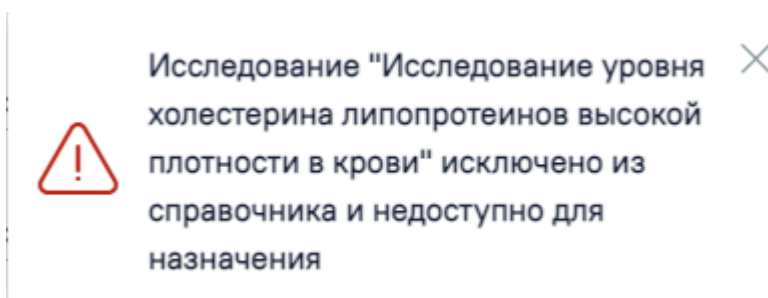 Исследование "Исследование уровня
холестерина липопротеинов высокой
плотности в крови" исключено из
справочника и недоступно для
назначения